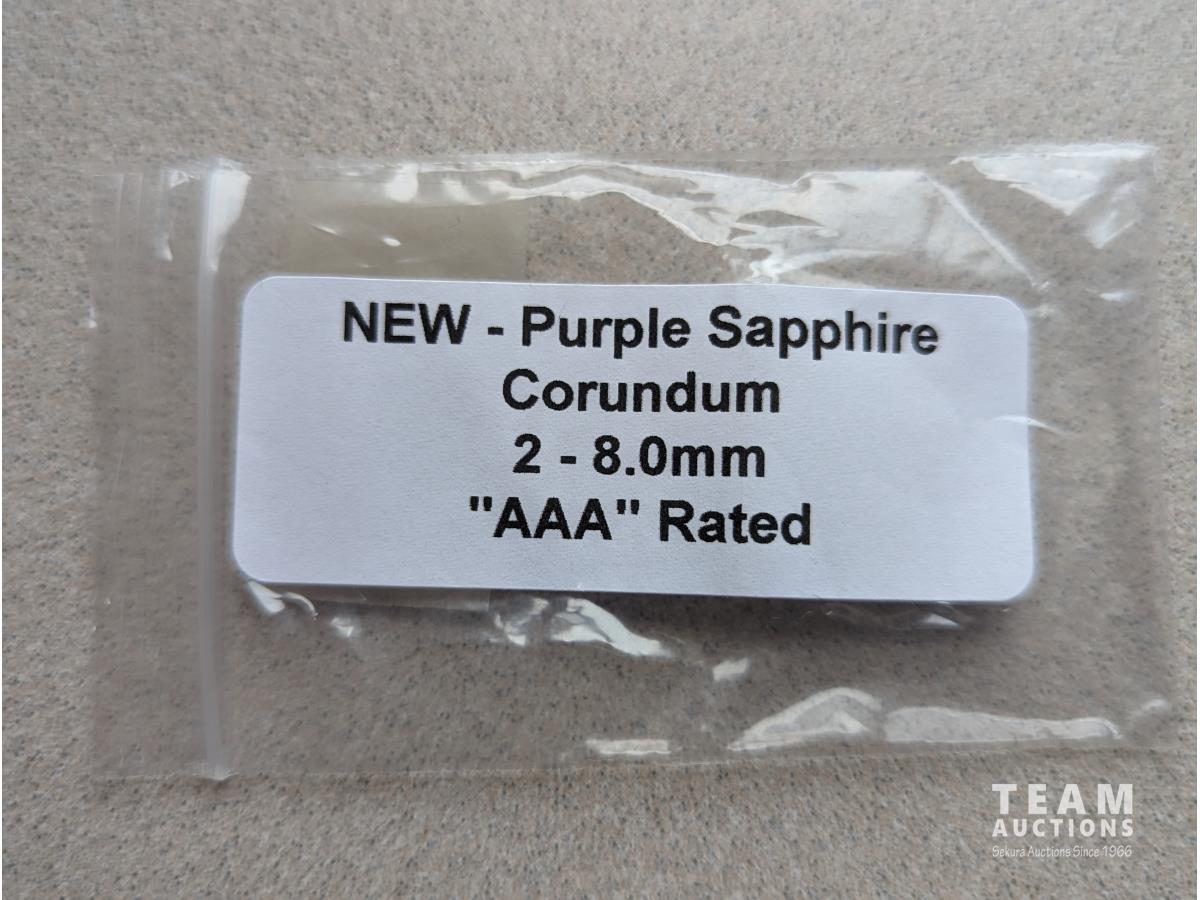 NEW - Purple Sapphire
Corundum
2 - 8.0mm
"AAA" Rated
TEAM
AUCTIONS
Sekura Auctions Since 1966